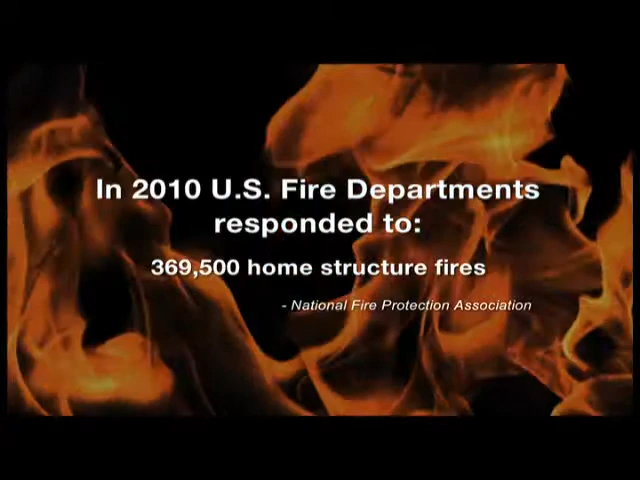 In 2010 U.S. Fire Departments
responded to:
369,500 home structure fires
- National Fire Protection Association